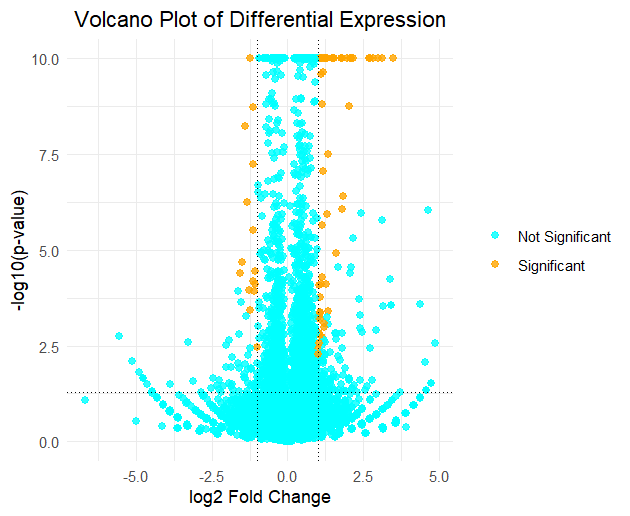 Volcano Plot of Differential Expression
-log10(p-value)
10.0
7.5
5.0
2.5
0.0
-5.0
-2.5
0.0
2.5
5.0
log2 Fold Change
Not Significant
Significant